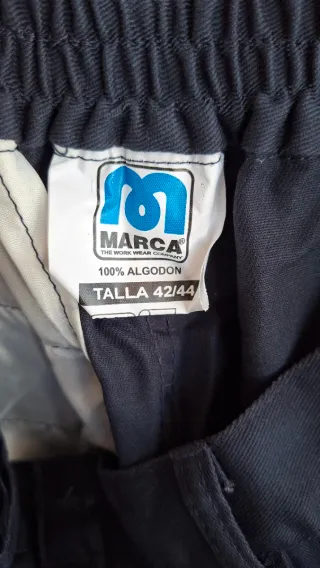 m
MARCA®
THE WORK WEAR COMPANY
100% ALGODON
TALLA 42/44